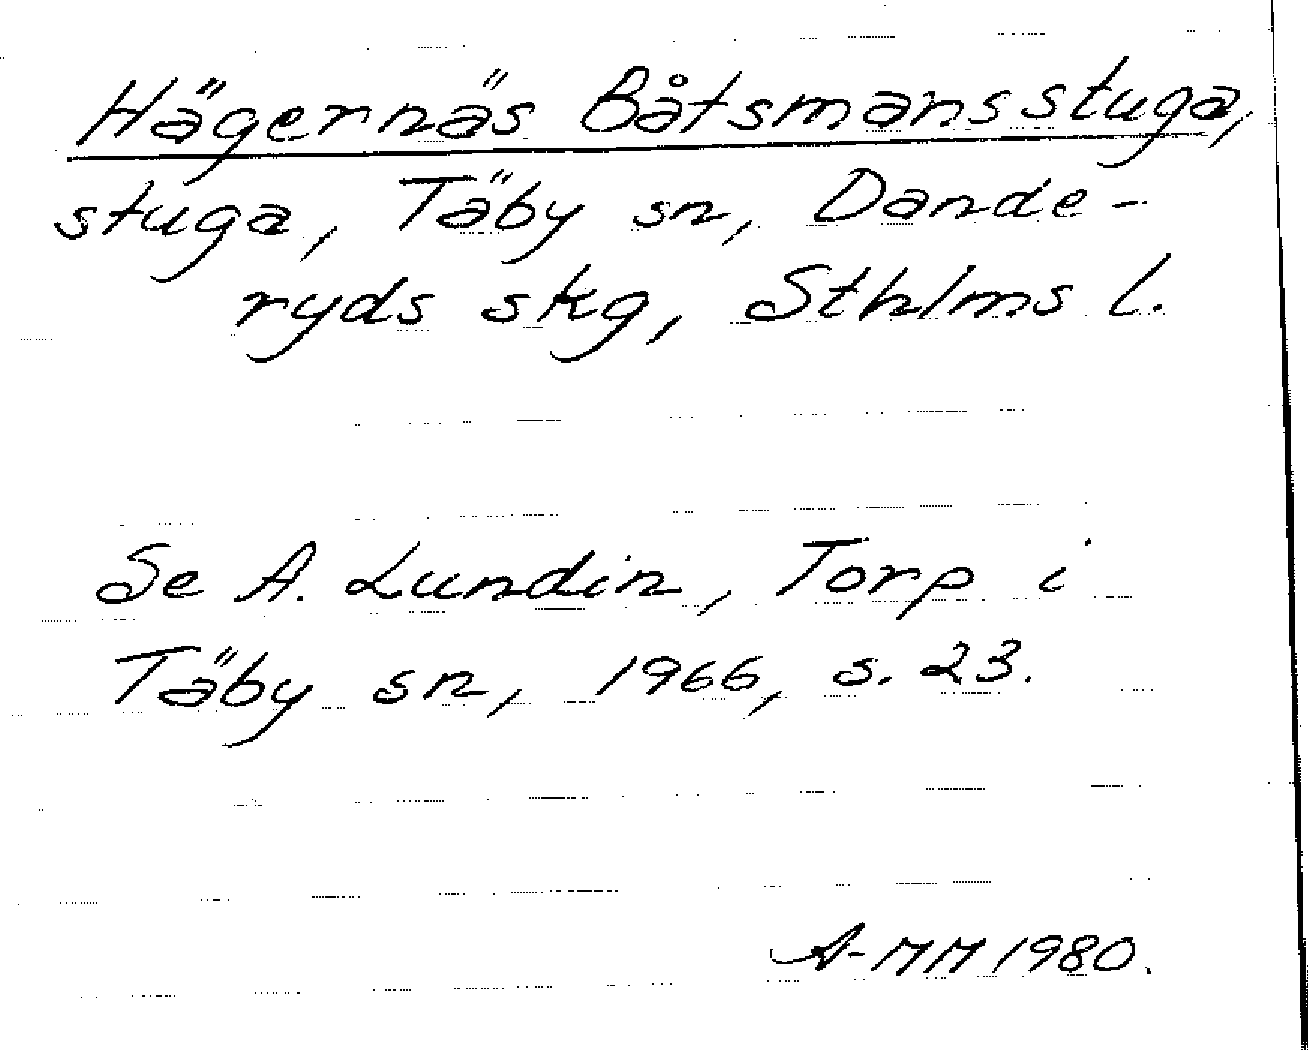 Hägernäs Båtsmansstuga,
stuga, Täby sn, Dande-
ryds skg, Sthlms l.
Se A. Lundin, Torp i
Täby sn, 1966, s. 23.
A-MM 1980.